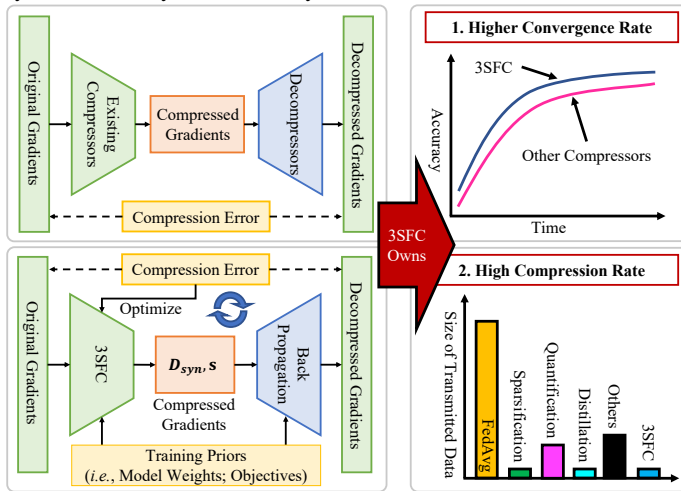 Original Gradients
Existing
Compressors
Compressed
Gradients
Decompressors
Decompressed Gradients
Compression Error
Compression Error
Optimize
Original Gradients
3SFC
D_syn, s
Compressed
Gradients
Back
Propagation
Decompressed Gradients
Training Priors
(i.e., Model Weights; Objectives)
3SFC
Owns
1. Higher Convergence Rate
Accuracy
3SFC
Other Compressors
Time
2. High Compression Rate
Size of
Transmitted Data
FedAvg
Sparsification
Quantification
Distillation
Others
3SFC